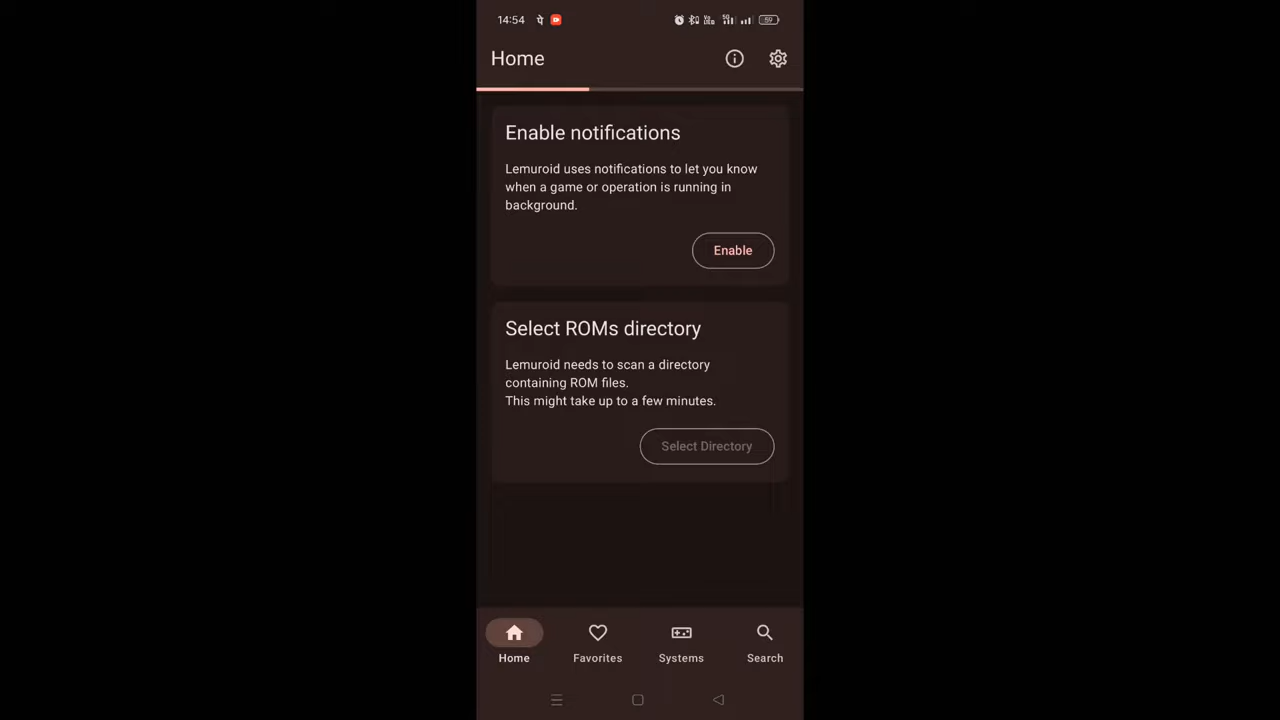 14:54
59
Home
Enable notifications
Lemuroid uses notifications to let you know
when a game or operation is running in
background.
Enable
Select ROMs directory
Lemuroid needs to scan a directory
containing ROM files.
This might take up to a few minutes.
Select Directory
Home
Favorites
Systems
Search